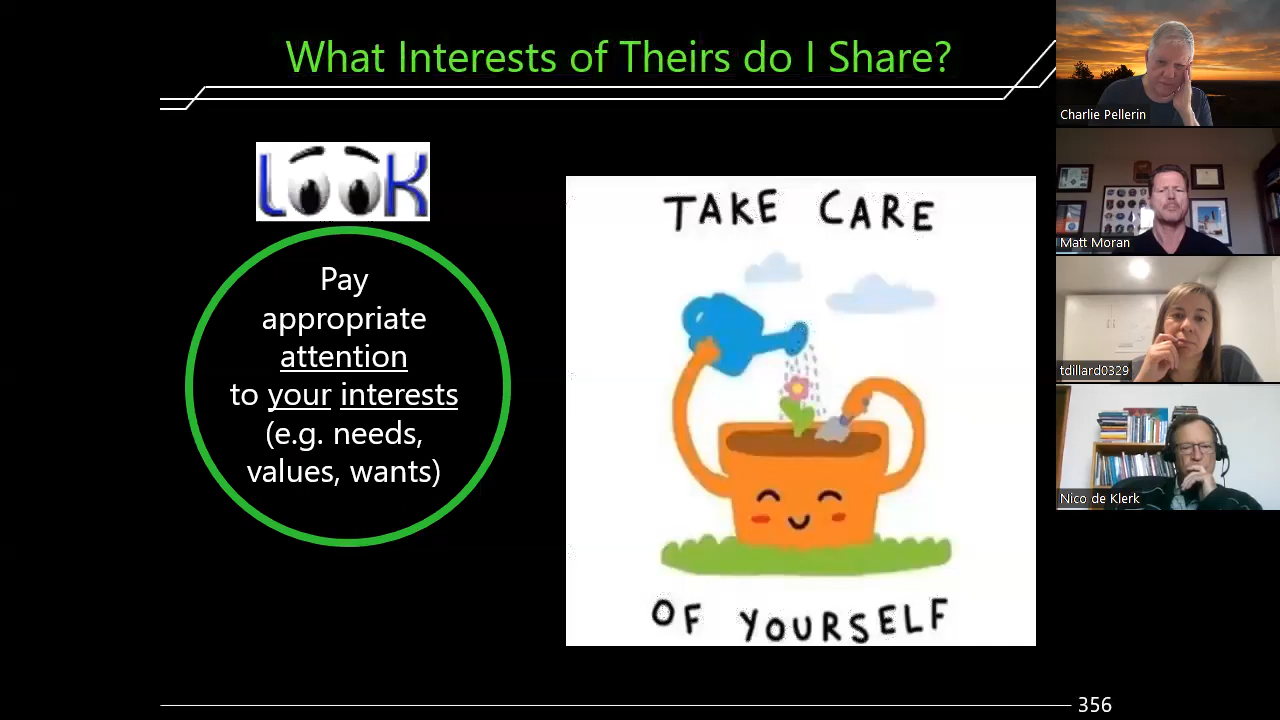 What Interests of Theirs do I Share?
LOOK
Pay
appropriate
attention
to your interests
(e.g. needs,
values, wants)
TAKE CARE
OF YOURSELF
356
Charlie Pellerin
Matt Moran
tdillard0329
Nico de Klerk